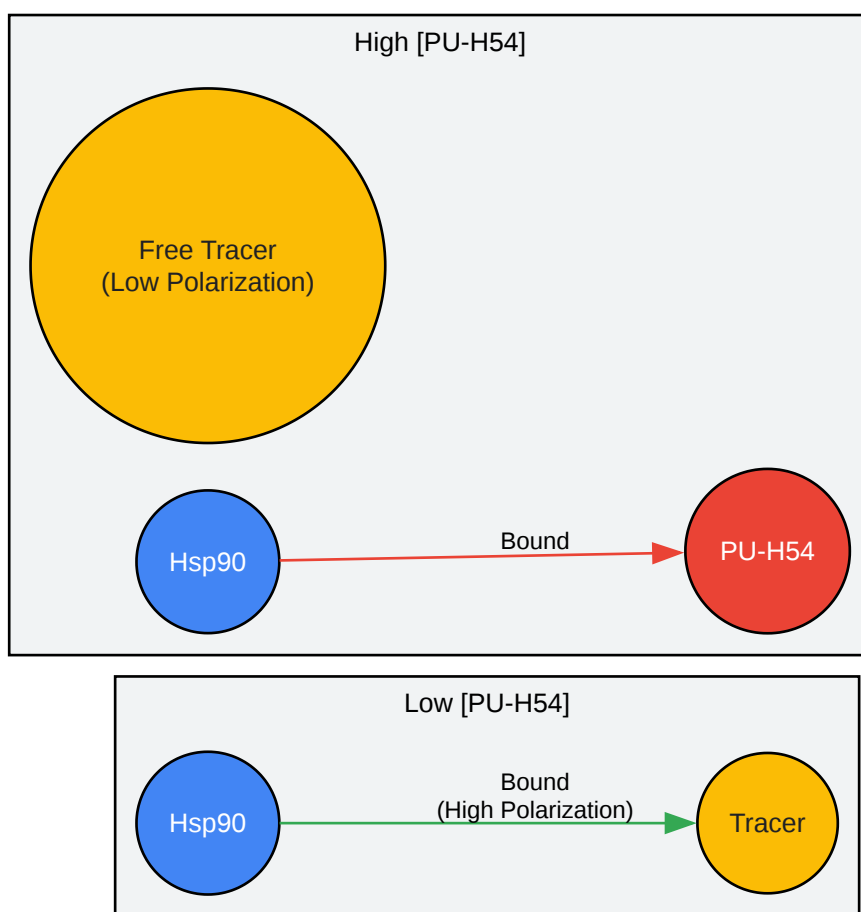 High [PU-H54]
Free Tracer
(Low Polarization)
Hsp90
Bound
PU-H54
Low [PU-H54]
Hsp90
Bound
(High Polarization)
Tracer